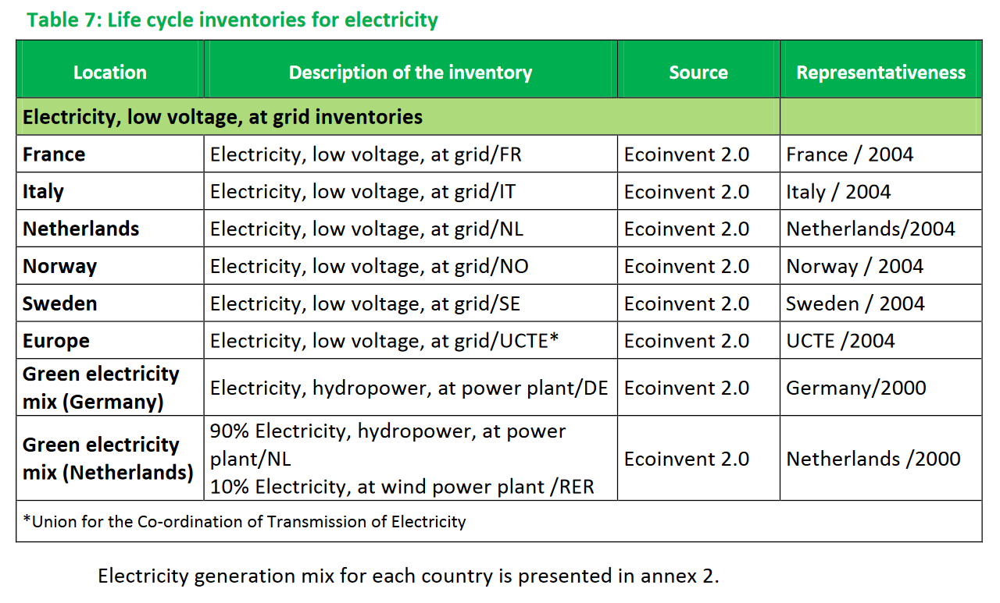 Table 7: Life cycle inventories for electricity
Location Description of the inventory Source Representativeness
Electricity, low voltage, at grid inventories
France Electricity, low voltage, at grid/FR Ecoinvent 2.0 France / 2004
Italy Electricity, low voltage, at grid/IT Ecoinvent 2.0 Italy / 2004
Netherlands Electricity, low voltage, at grid/NL Ecoinvent 2.0 Netherlands/2004
Norway Electricity, low voltage, at grid/NO Ecoinvent 2.0 Norway / 2004
Sweden Electricity, low voltage, at grid/SE Ecoinvent 2.0 Sweden / 2004
Europe Electricity, low voltage, at grid/UCTE* Ecoinvent 2.0 UCTE /2004
Green electricity
mix (Germany)
Electricity, hydropower, at power plant/DE Ecoinvent 2.0 Germany/2000
Green electricity
mix (Netherlands)
90% Electricity, hydropower, at power
plant/NL
10% Electricity, at wind power plant /RER
Ecoinvent 2.0 Netherlands /2000
*Union for the Co-ordination of Transmission of Electricity
Electricity generation mix for each country is presented in annex 2.